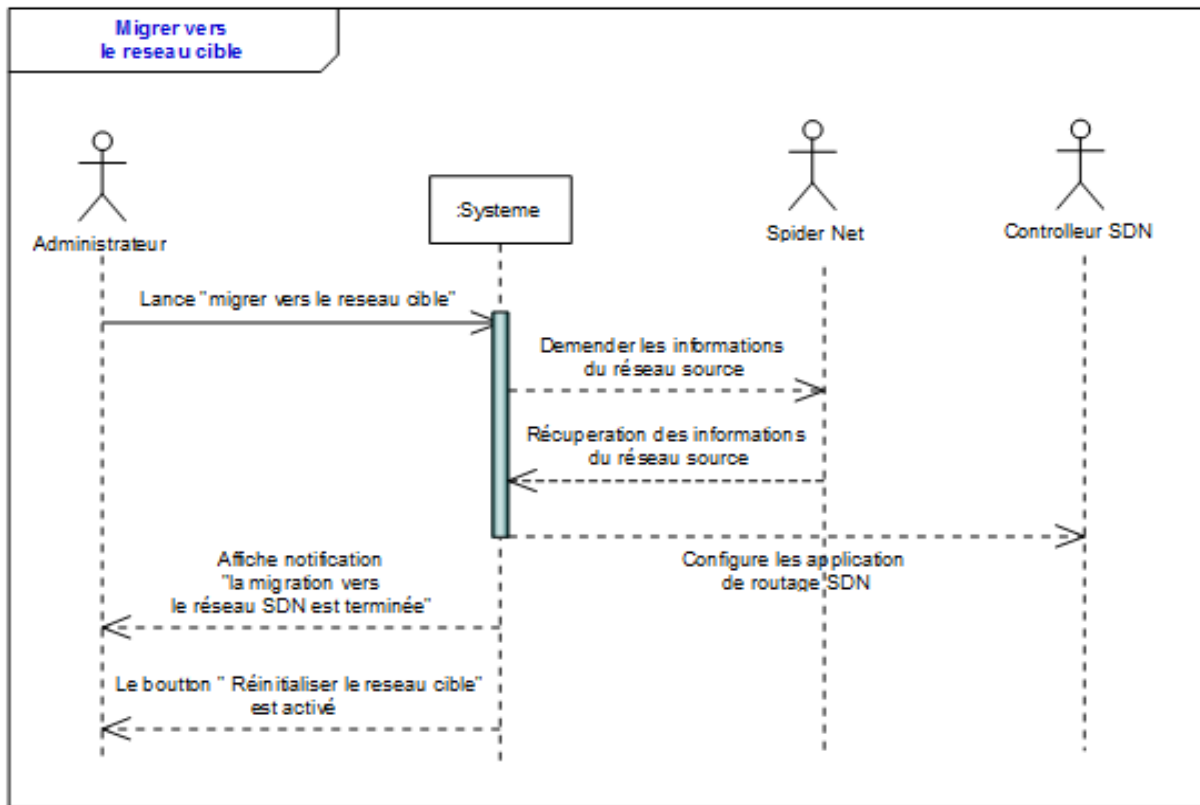 Migrer vers
le reseau cible
Administrateur
:Systeme
Spider Net
Controlleur SDN
Lance "migrer vers le reseau cible"
Demender les informations
du réseau source
Récuperation des informations
du réseau source
Configure les application
de routage SDN
Affiche notification
"la migration vers
le réseau SDN est terminée"
Le boutton " Réinitialiser le reseau cible"
est activé